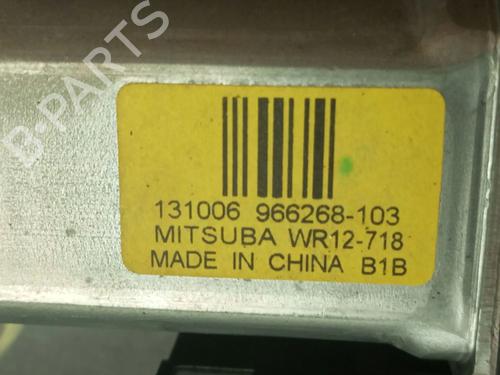 B-PARTS
131006 966268-103
MITSUBA WR12-718
MADE IN CHINA B1B